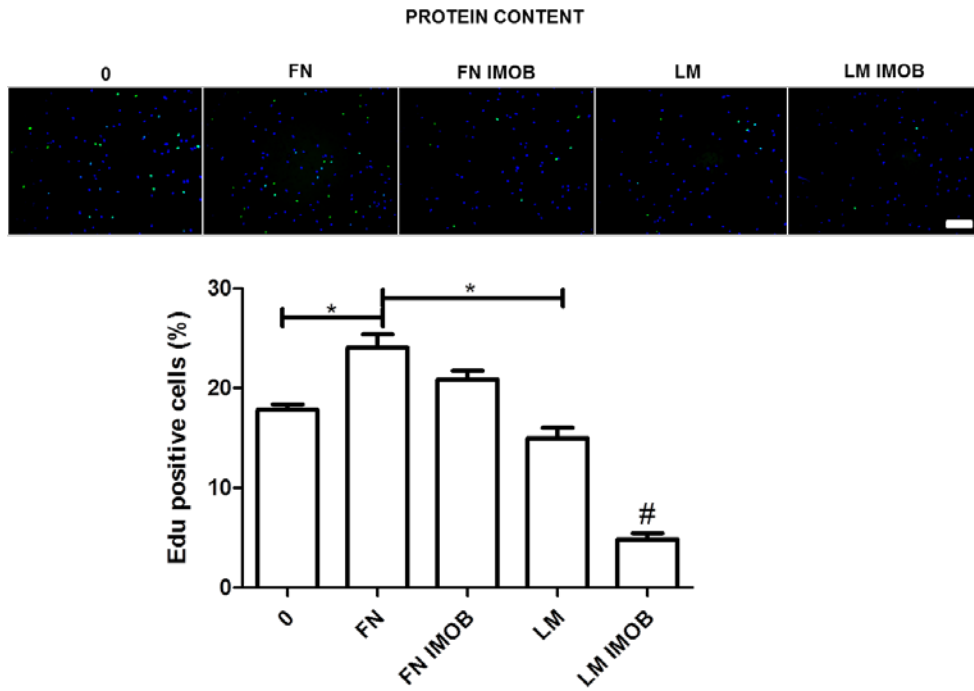 PROTEIN CONTENT
0 FN FN IMOB LM LM IMOB
30
20
10
0
Edu positive cells (%)
*
*
#
0 FN FN IMOB LM LM IMOB